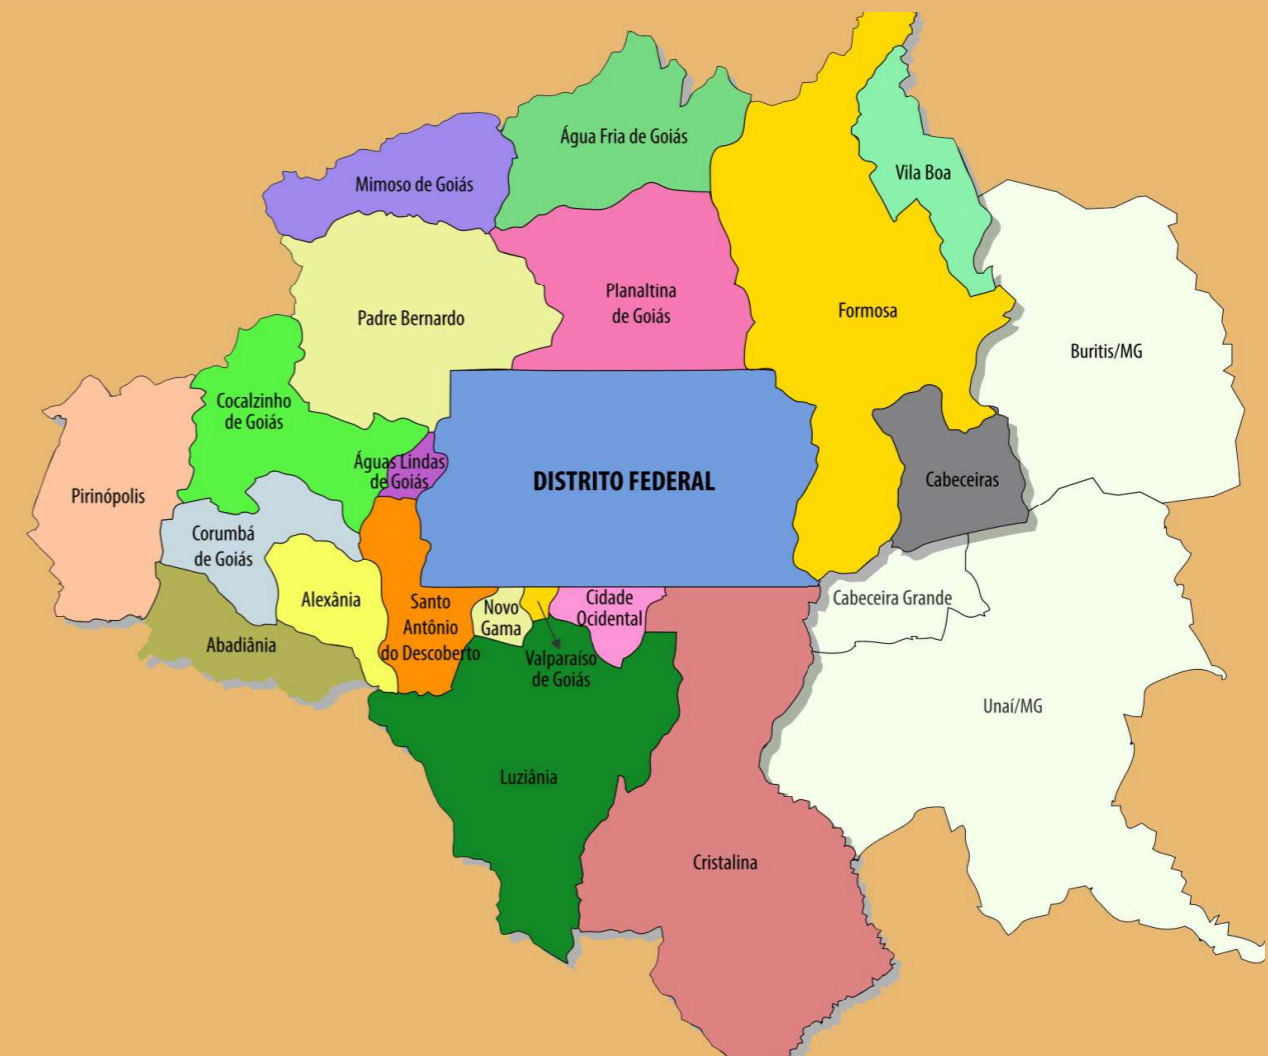 Água Fria de Goiás
Mimoso de Goiás
Vila Boa
Planaltina
de Goiás
Formosa
Padre Bernardo
Buritis/MG
Cocalzinho
de Goiás
Águas Lindas
de Goiás
DISTRITO FEDERAL
Cabeceiras
Pirinópolis
Corumbá
de Goiás
Alexânia
Santo
Antônio
do Descoberto
Novo
Gama
Cidade
Ocidental
Cabeceira Grande
Abadiânia
Valparaíso
de Goiás
Unaí/MG
Luziânia
Cristalina